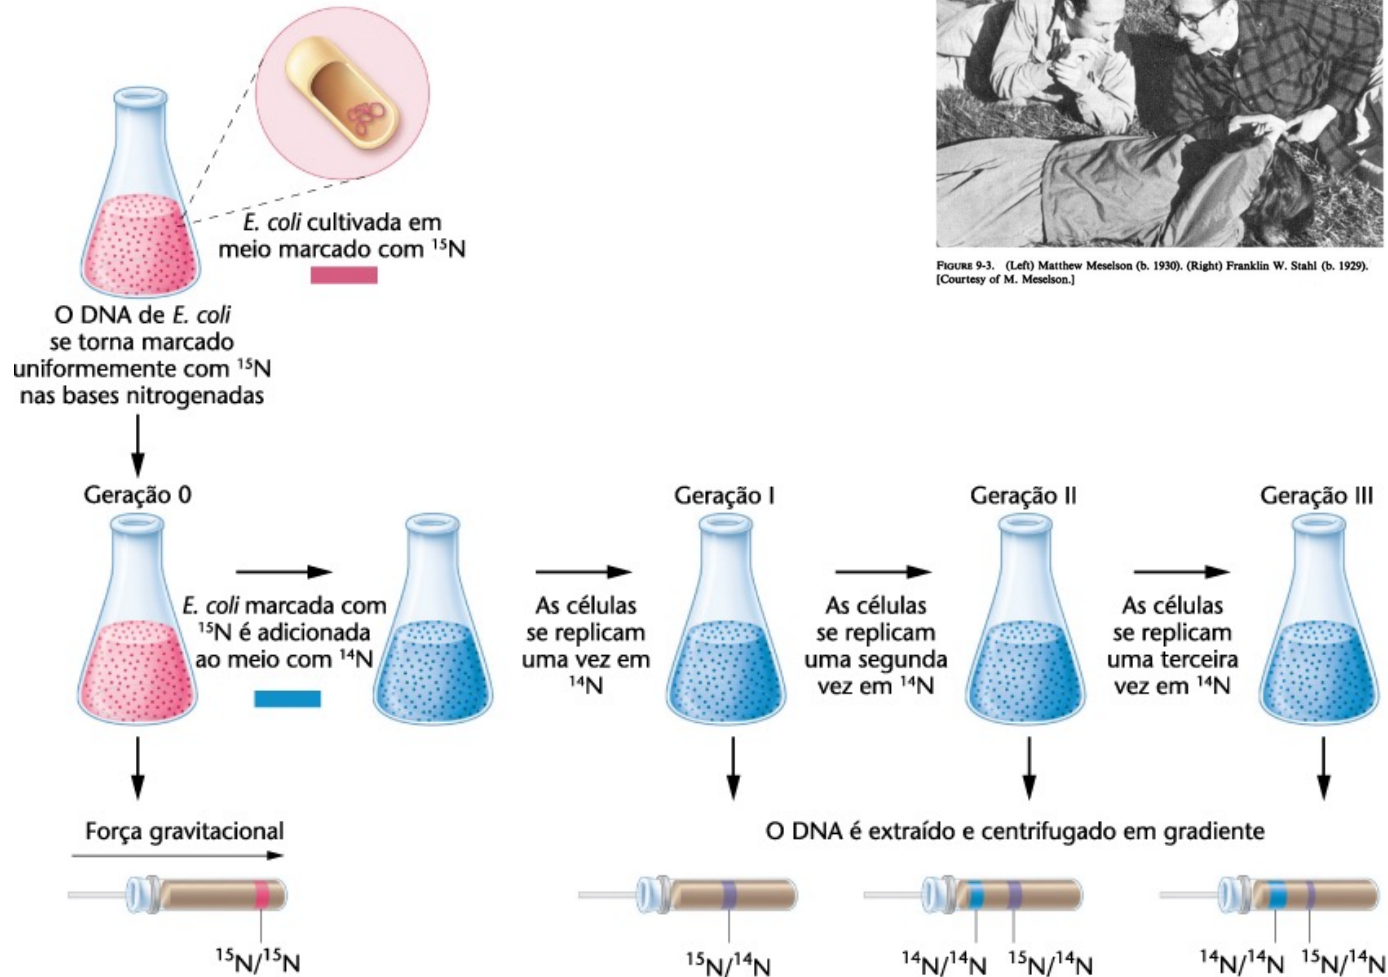 E. coli cultivada em
meio marcado com ¹⁵N
FIGURE 9-3. (Left) Matthew Meselson (b. 1930). (Right) Franklin W. Stahl (b. 1929).
[Courtesy of M. Meselson.]
O DNA de E. coli
se torna marcado
uniformemente com ¹⁵N
nas bases nitrogenadas
Geração 0
Geração I
Geração II
Geração III
E. coli marcada com
¹⁵N é adicionada
ao meio com ¹⁴N
As células
se replicam
uma vez em
¹⁴N
As células
se replicam
uma segunda
vez em ¹⁴N
As células
se replicam
uma terceira
vez em ¹⁴N
Força gravitacional
O DNA é extraído e centrifugado em gradiente
¹⁵N/¹⁵N
¹⁵N/¹⁴N
¹⁴N/¹⁴N
¹⁵N/¹⁴N
¹⁴N/¹⁴N
¹⁵N/¹⁴N